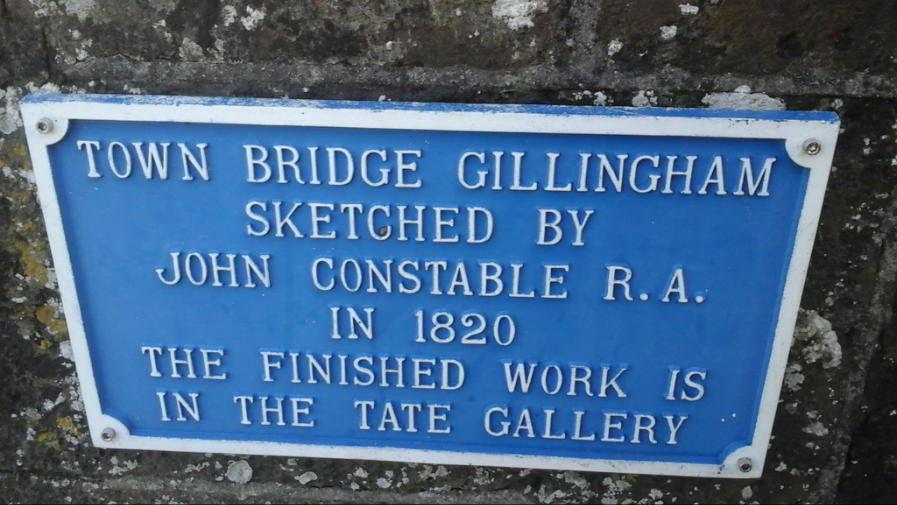 TOWN BRIDGE GILLINGHAM
SKETCHED BY
JOHN CONSTABLE R.A.
IN 1820
THE FINISHED WORK IS
IN THE TATE GALLERY